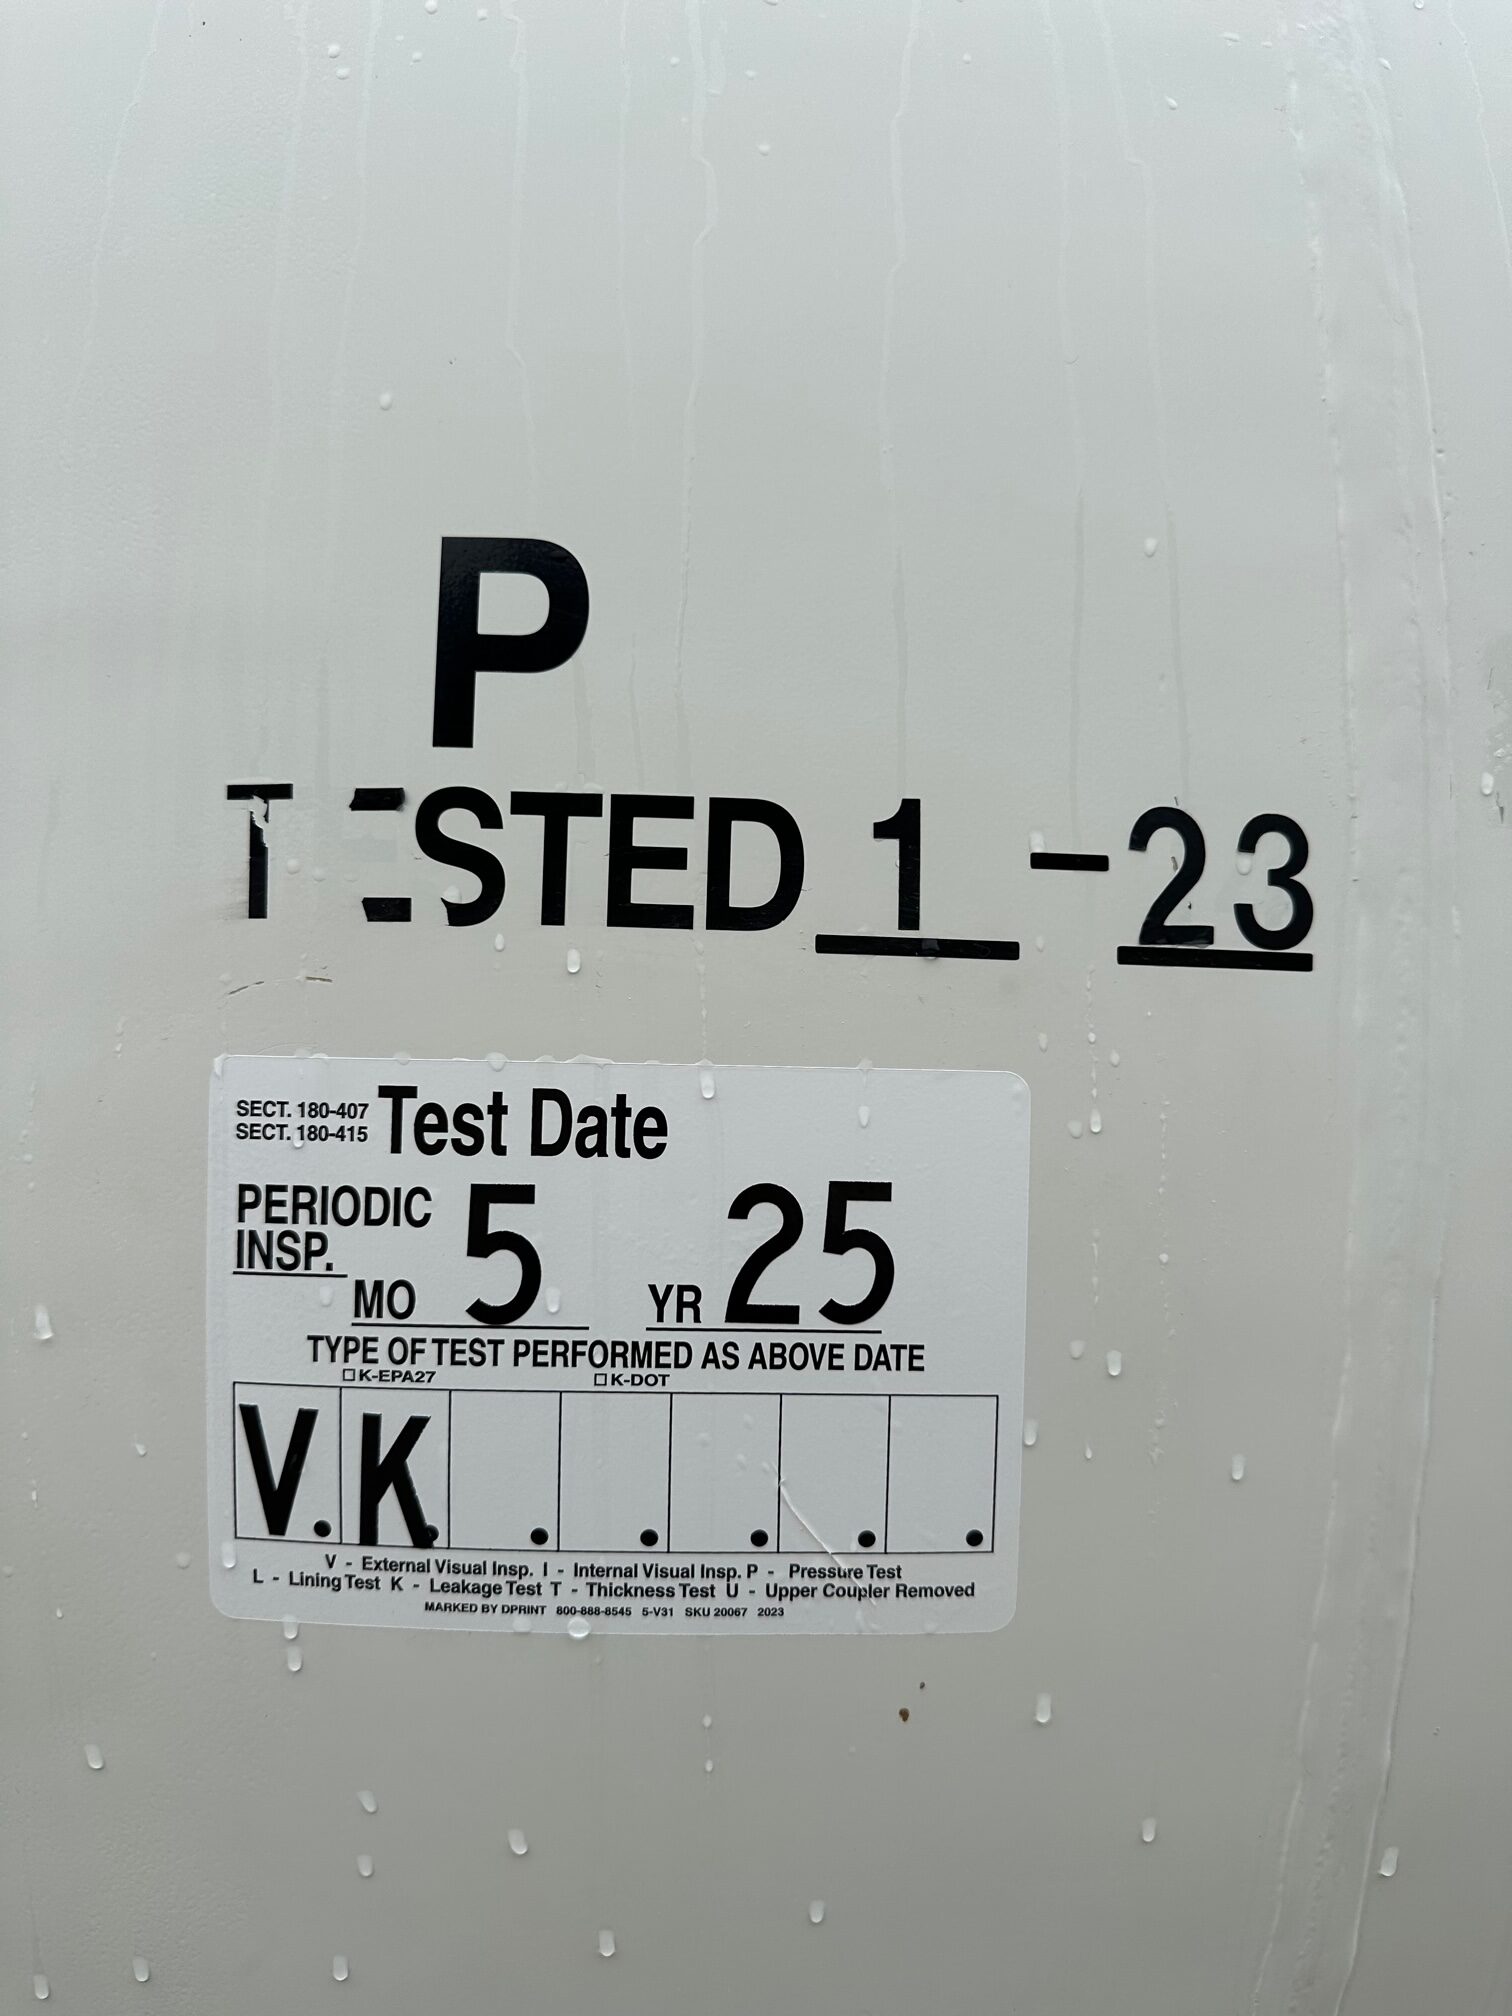 P
TESTED 1 - 23
SECT. 180-407
SECT. 180-415
Test Date
PERIODIC
INSP.
MO 5 YR 25
TYPE OF TEST PERFORMED AS ABOVE DATE
☐ K-EPA27 ☐ K-DOT
V. K. . . . . .
V - External Visual Insp. I - Internal Visual Insp. P - Pressure Test
L - Lining Test K - Leakage Test T - Thickness Test U - Upper Coupler Removed
MARKED BY DPRINT 800-888-8545 5-V31 SKU 20067 2023